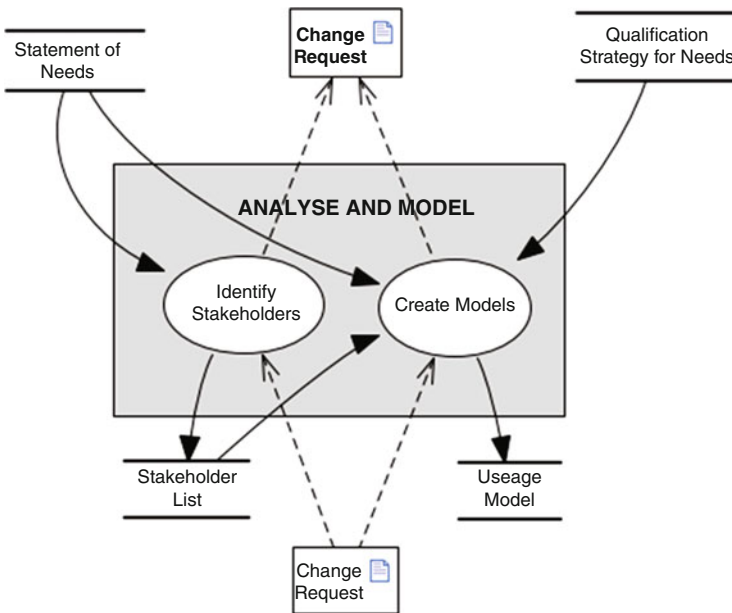 Statement of
Needs
Change
Request
Qualification
Strategy for Needs
ANALYSE AND MODEL
Identify
Stakeholders
Create Models
Stakeholder
List
Useage
Model
Change
Request